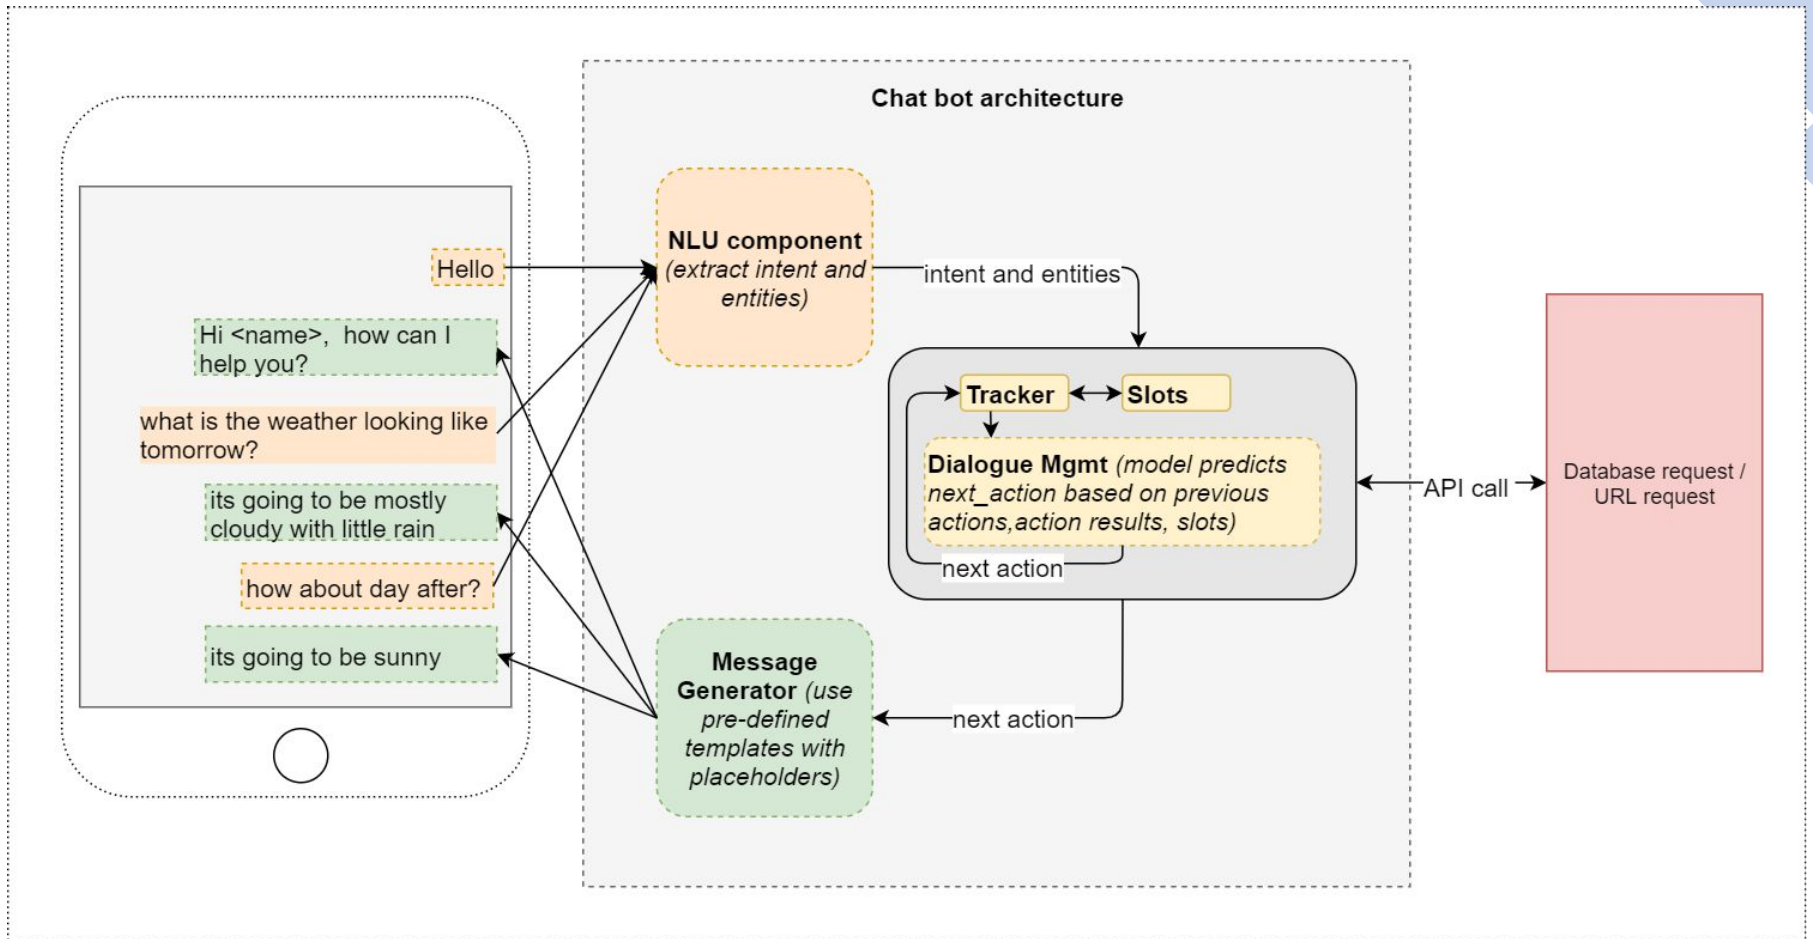 Chat bot architecture
Hello
Hi <name>,  how can I
help you?
what is the weather looking like
tomorrow?
its going to be mostly
cloudy with little rain
how about day after?
its going to be sunny
NLU component
(extract intent and
entities)
intent and entities
Tracker
Slots
Dialogue Mgmt (model predicts
next_action based on previous
actions,action results, slots)
next action
API call
Database request /
URL request
Message
Generator (use
pre-defined
templates with
placeholders)
next action